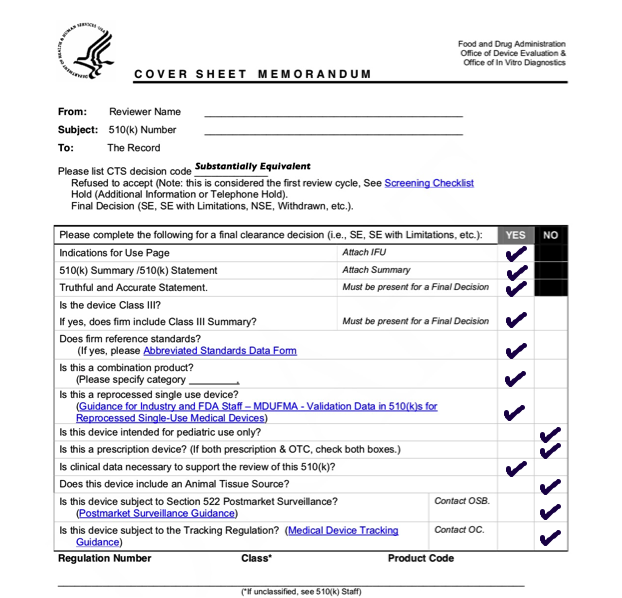 DEPARTMENT OF HEALTH & HUMAN SERVICES · USA
Food and Drug Administration
Office of Device Evaluation &
Office of In Vitro Diagnostics
COVER SHEET MEMORANDUM
From: Reviewer Name
Subject: 510(k) Number
To: The Record
Please list CTS decision code Substantially Equivalent
Refused to accept (Note: this is considered the first review cycle, See Screening Checklist
Hold (Additional Information or Telephone Hold).
Final Decision (SE, SE with Limitations, NSE, Withdrawn, etc.).
Please complete the following for a final clearance decision (i.e., SE, SE with Limitations, etc.): YES NO
Indications for Use Page Attach IFU ✔
510(k) Summary /510(k) Statement Attach Summary ✔
Truthful and Accurate Statement. Must be present for a Final Decision ✔
Is the device Class III?
If yes, does firm include Class III Summary? Must be present for a Final Decision ✔
Does firm reference standards?
(If yes, please Abbreviated Standards Data Form ✔
Is this a combination product?
(Please specify category ________. ✔
Is this a reprocessed single use device?
(Guidance for Industry and FDA Staff – MDUFMA - Validation Data in 510(k)s for
Reprocessed Single-Use Medical Devices) ✔
Is this device intended for pediatric use only? ✔
Is this a prescription device? (If both prescription & OTC, check both boxes.) ✔
Is clinical data necessary to support the review of this 510(k)? ✔
Does this device include an Animal Tissue Source? ✔
Is this device subject to Section 522 Postmarket Surveillance? Contact OSB.
(Postmarket Surveillance Guidance) ✔
Is this device subject to the Tracking Regulation? (Medical Device Tracking Contact OC.
Guidance) ✔
Regulation Number Class* Product Code
(*If unclassified, see 510(k) Staff)